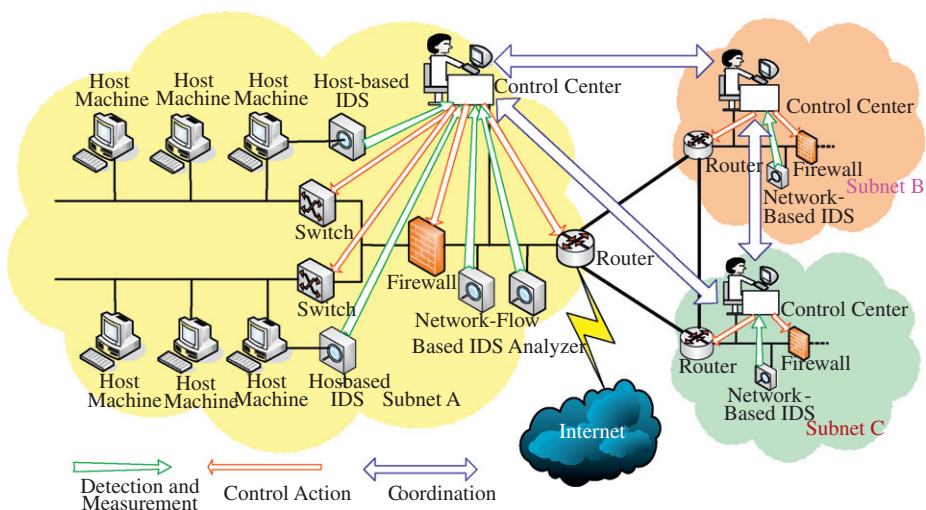 Host
Machine
Host
Machine
Host
Machine
Host-based
IDS
Control Center
Control Center
Router
Firewall
Subnet B
Network-
Based IDS
Switch
Switch
Firewall
Router
Network-Flow
Based IDS Analyzer
Host
Machine
Host
Machine
Host
Machine
Hosbased
IDS
Subnet A
Internet
Control Center
Router
Firewall
Network-
Based IDS
Subnet C
Detection and
Measurement
Control Action
Coordination